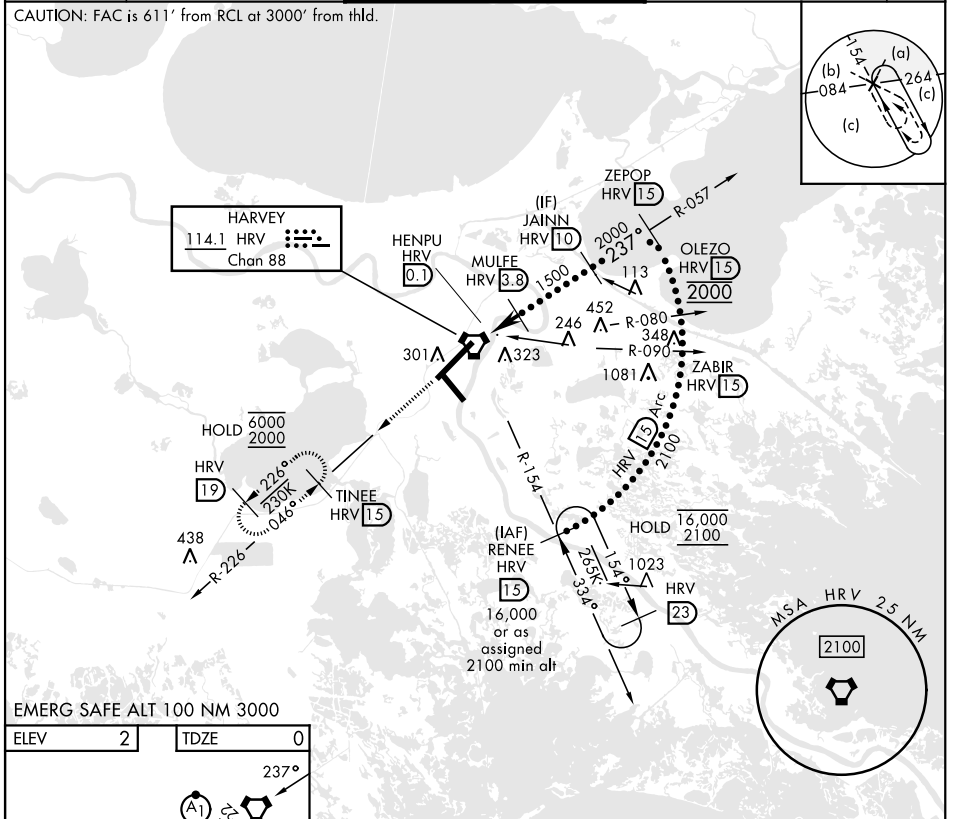 CAUTION: FAC is 611' from RCL at 3000' from thld.
154
(a)
(b)
264
084
(c)
(c)
ZEPOP
HRV 15
R-057
(IF)
JAINN
HRV 10
2000
237°
HARVEY
114.1 HRV
Chan 88
HENPU
HRV
0.1
MULFE
HRV 3.8
1500
113
OLEZO
HRV 15
2000
452
246
R-080
348
R-090
301
323
1081
ZABIR
HRV 15
HRV 15 Arc
2100
HOLD 6000
2000
R-154
HRV
19
226°
230K
046°
TINEE
HRV 15
HOLD 16,000
2100
(IAF)
RENEE
HRV
15
16,000
or as
assigned
2100 min alt
438
R-226
265K
154°
334°
1023
HRV
23
MSA HRV 25 NM
2100
EMERG SAFE ALT 100 NM 3000
ELEV 2
TDZE 0
237°
A1